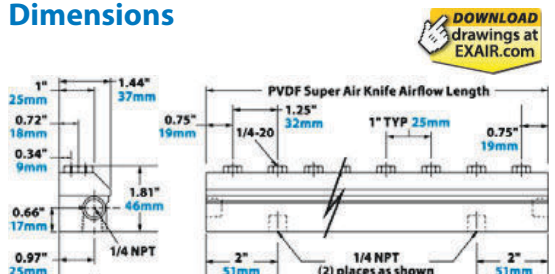 Dimensions
DOWNLOAD
drawings at
EXAIR.com
1"
25mm
1.44"
37mm
0.72"
18mm
0.34"
9mm
1.81"
46mm
0.66"
17mm
1/4 NPT
0.97"
25mm
PVDF Super Air Knife Airflow Length
0.75"
19mm
1.25"
32mm
1/4-20
1" TYP 25mm
0.75"
19mm
2"
51mm
1/4 NPT
(2) places as shown
2"
51mm